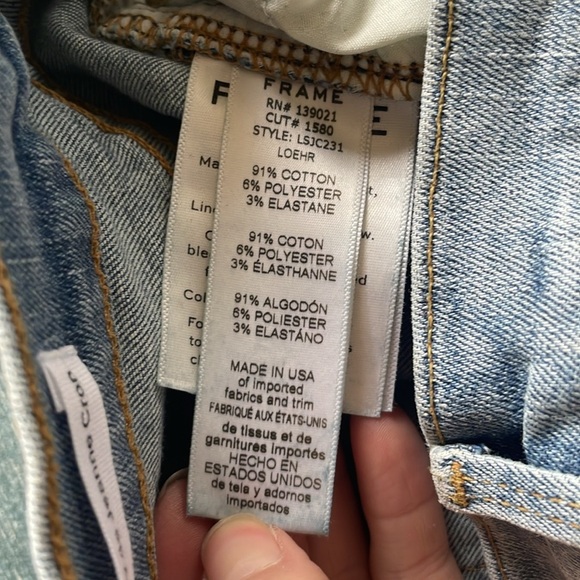 FRAME
RN# 139021
CUT# 1580
STYLE: LSJC231
LOEHR
91% COTTON
6% POLYESTER
3% ELASTANE
91% COTON
6% POLYESTER
3% ÉLASTHANNE
91% ALGODÓN
6% POLIESTER
3% ELASTÁNO
MADE IN USA
of imported
fabrics and trim
FABRIQUÉ AUX ÉTATS-UNIS
de tissus et de
garnitures importés
HECHO EN
ESTADOS UNIDOS
de tela y adornos
importados